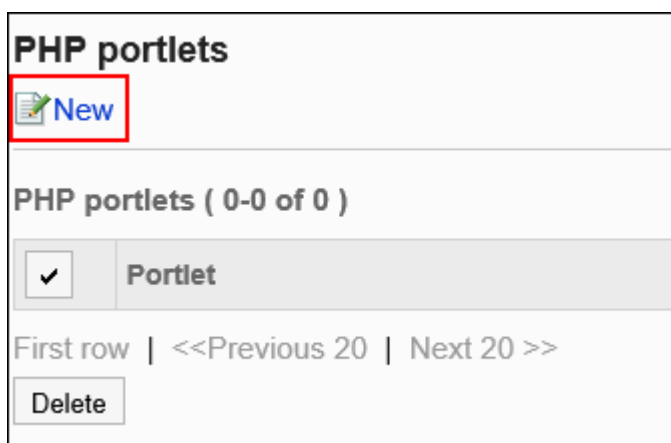 PHP portlets
New
PHP portlets ( 0-0 of 0 )
Portlet
First row | <<Previous 20 | Next 20 >>
Delete